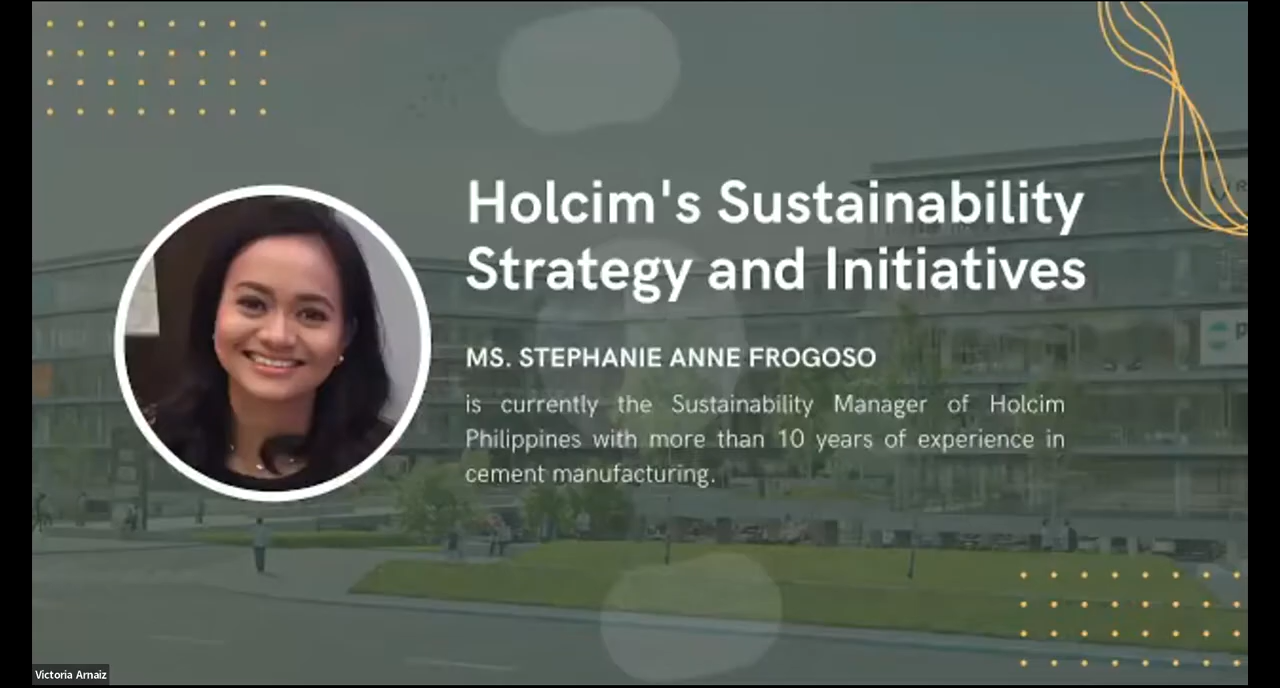 Holcim's Sustainability
Strategy and Initiatives
MS. STEPHANIE ANNE FROGOSO
is currently the Sustainability Manager of Holcim
Philippines with more than 10 years of experience in
cement manufacturing.
Victoria Arnaiz